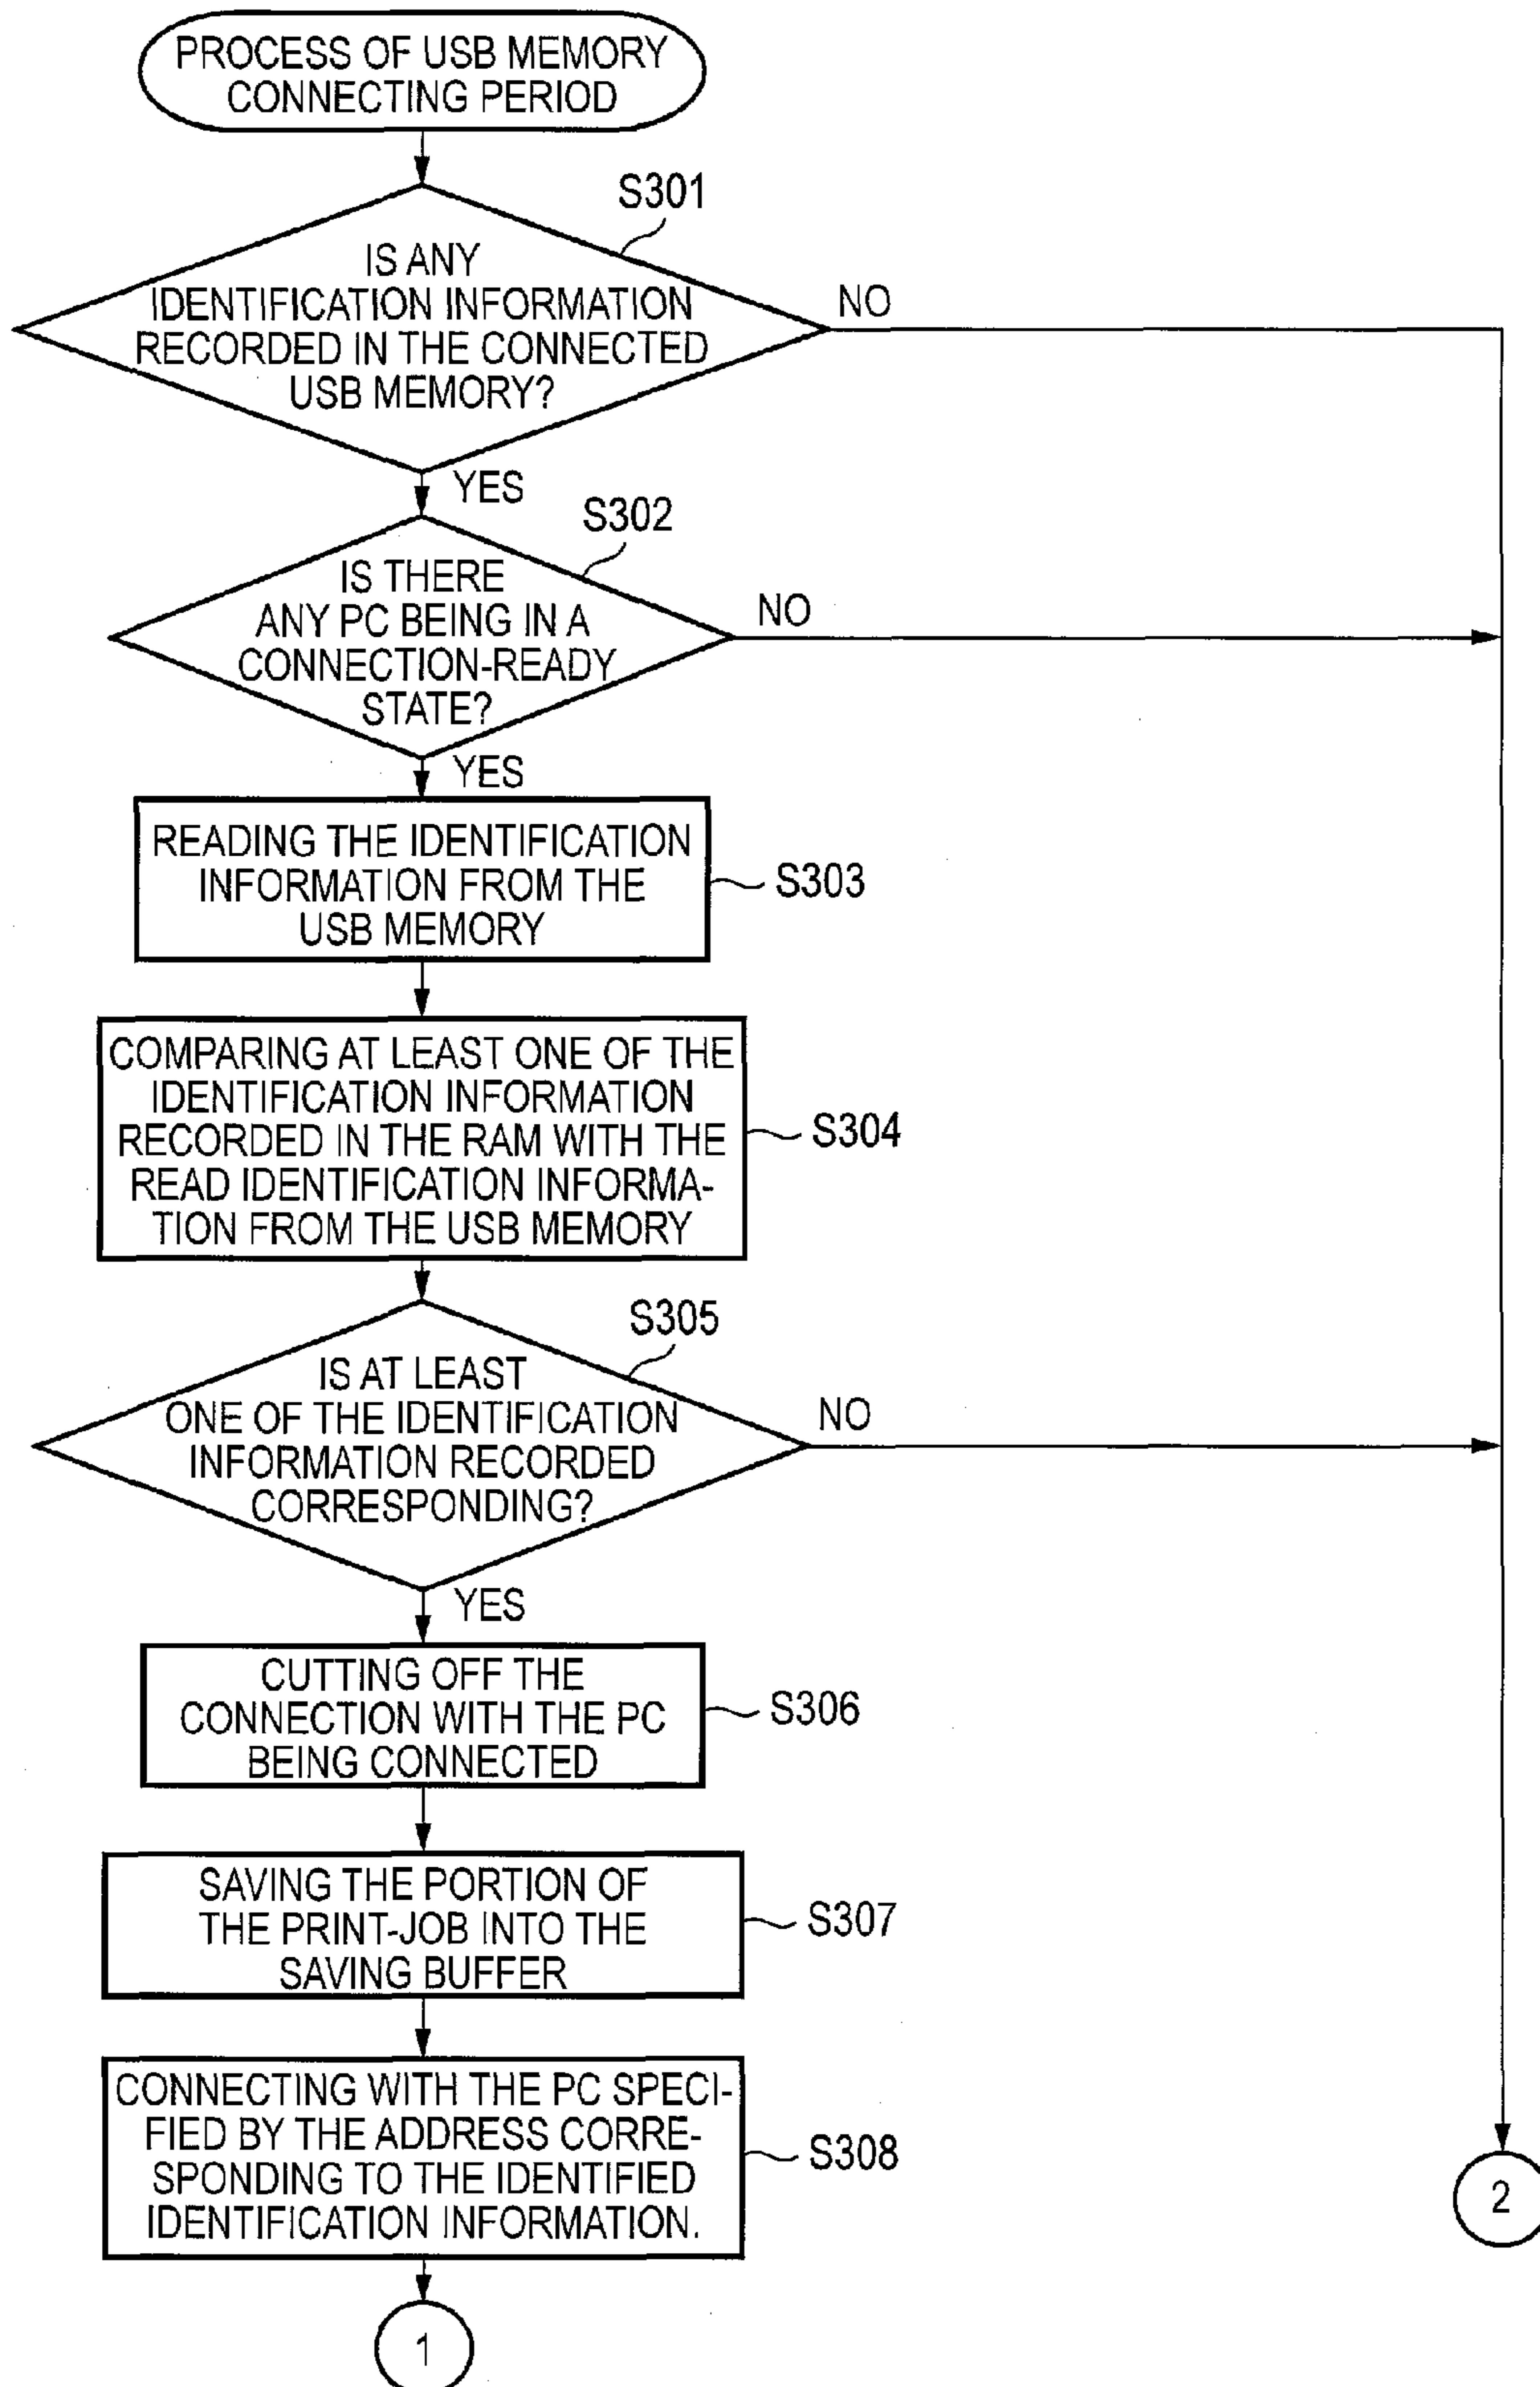 PROCESS OF USB MEMORY
CONNECTING PERIOD
S301
IS ANY
IDENTIFICATION INFORMATION
RECORDED IN THE CONNECTED
USB MEMORY?
NO
YES
S302
IS THERE
ANY PC BEING IN A
CONNECTION-READY
STATE?
NO
YES
READING THE IDENTIFICATION
INFORMATION FROM THE
USB MEMORY
S303
COMPARING AT LEAST ONE OF THE
IDENTIFICATION INFORMATION
RECORDED IN THE RAM WITH THE
READ IDENTIFICATION INFORMA-
TION FROM THE USB MEMORY
S304
S305
IS AT LEAST
ONE OF THE IDENTIFICATION
INFORMATION RECORDED
CORRESPONDING?
NO
YES
CUTTING OFF THE
CONNECTION WITH THE PC
BEING CONNECTED
S306
SAVING THE PORTION OF
THE PRINT-JOB INTO THE
SAVING BUFFER
S307
CONNECTING WITH THE PC SPECI-
FIED BY THE ADDRESS CORRE-
SPONDING TO THE IDENTIFIED
IDENTIFICATION INFORMATION.
S308
2
1